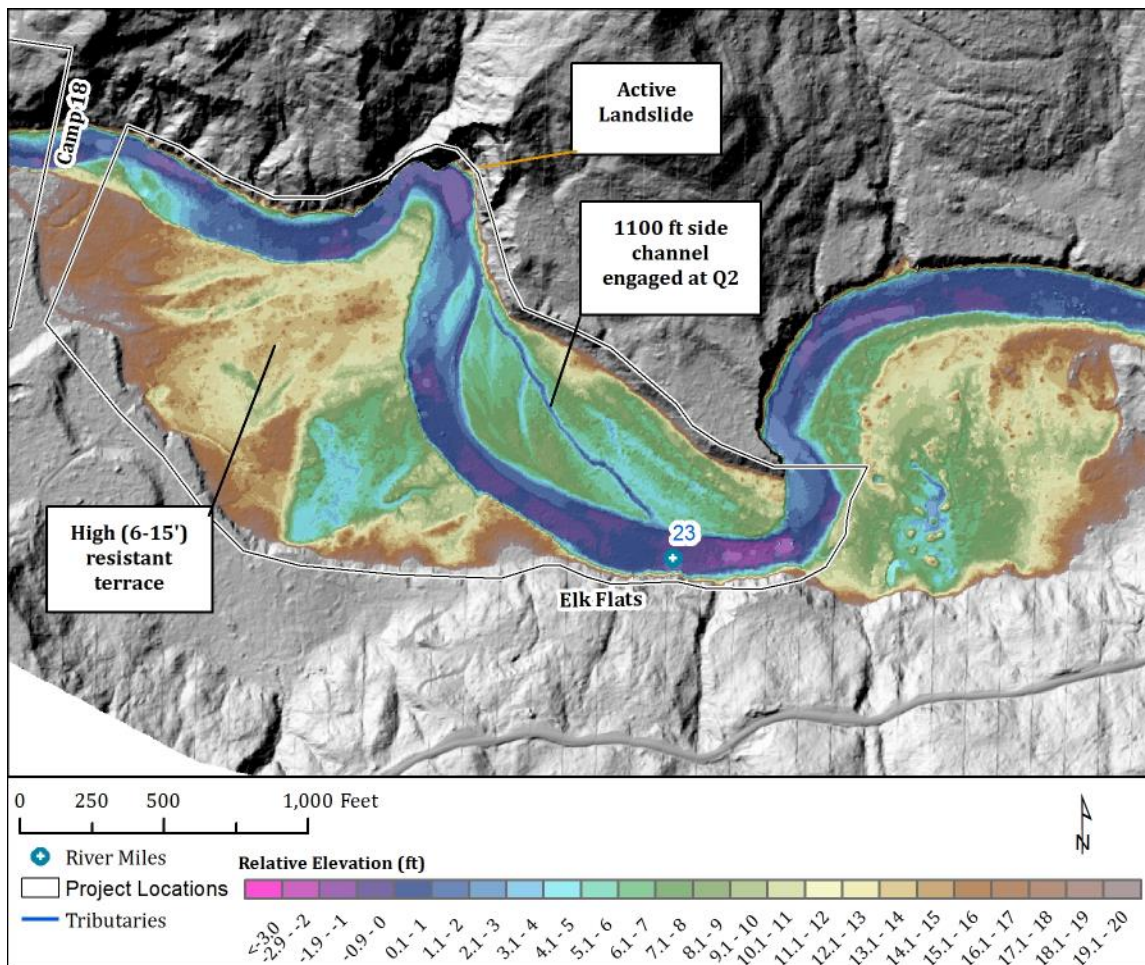 Active
Landslide
Camp 18
1100 ft side
channel
engaged at Q2
High (6-15')
resistant
terrace
23
Elk Flats
0 250 500 1,000 Feet
N
River Miles
Relative Elevation (ft)
Project Locations
Tributaries
<-3.0
-2.9 - -2
-1.9 - -1
-0.9 - 0
0.1 - 1
1.1 - 2
2.1 - 3
3.1 - 4
4.1 - 5
5.1 - 6
6.1 - 7
7.1 - 8
8.1 - 9
9.1 - 10
10.1 - 11
11.1 - 12
12.1 - 13
13.1 - 14
14.1 - 15
15.1 - 16
16.1 - 17
17.1 - 18
18.1 - 19
19.1 - 20